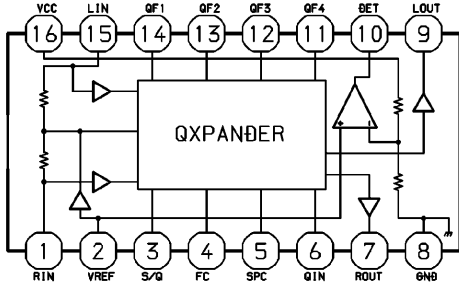 VCC LIN QF1 QF2 QF3 QF4 DET LOUT
16 15 14 13 12 11 10 9
QXPANDER
+ -
1 2 3 4 5 6 7 8
RIN VREF S/Q FC SPC QIN ROUT GND